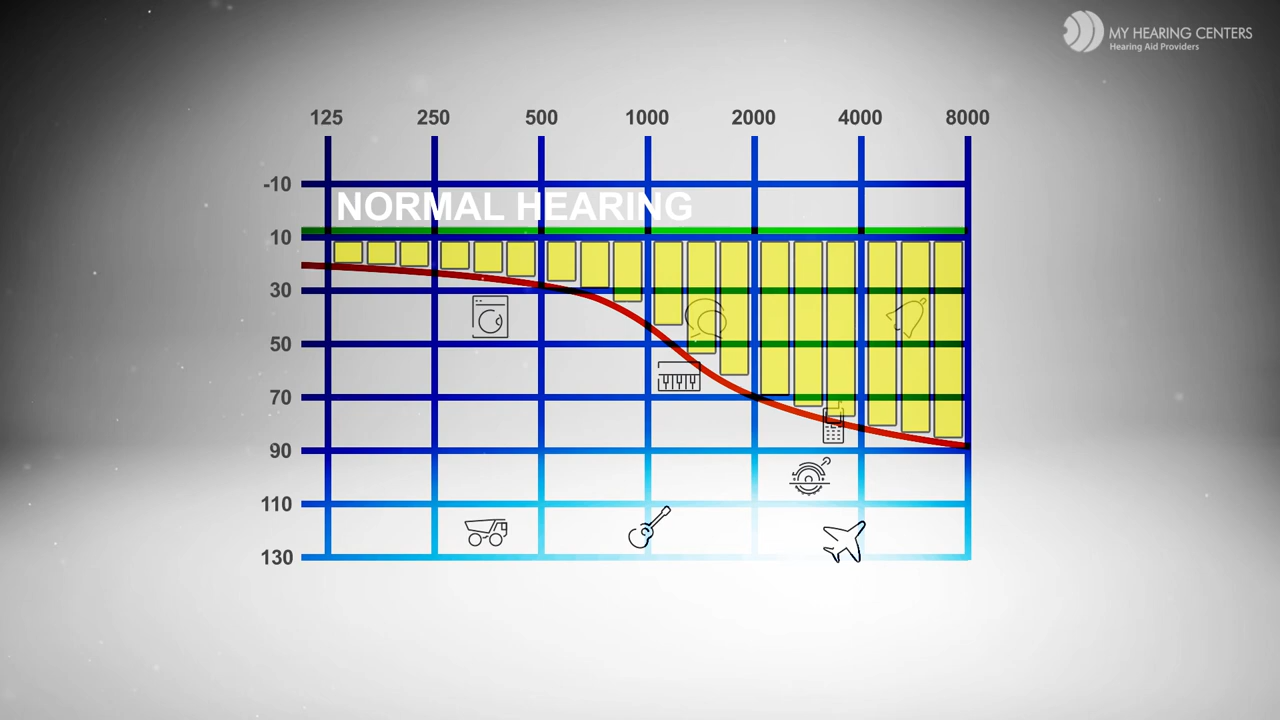 MY HEARING CENTERS
Hearing Aid Providers
125 250 500 1000 2000 4000 8000
-10
NORMAL HEARING
10
30
50
70
90
110
130